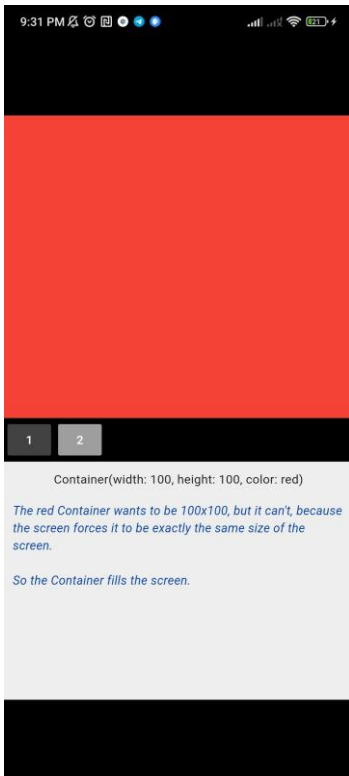 9:31 PM
821
1
2
Container(width: 100, height: 100, color: red)
The red Container wants to be 100x100, but it can't, because
the screen forces it to be exactly the same size of the
screen.
So the Container fills the screen.